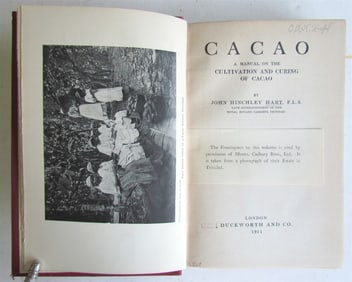 CACAO
A MANUAL ON THE
CULTIVATION AND CURING
OF CACAO
BY
JOHN HINCHLEY HART, F.L.S.
LATE SUPERINTENDENT OF THE
ROYAL BOTANIC GARDENS, TRINIDAD
The Frontispiece to this volume is used by
permission of Messrs. Cadbury Bros., Ltd. It
is taken from a photograph of their Estate in
Trinidad.
LONDON
DUCKWORTH AND CO.
1911